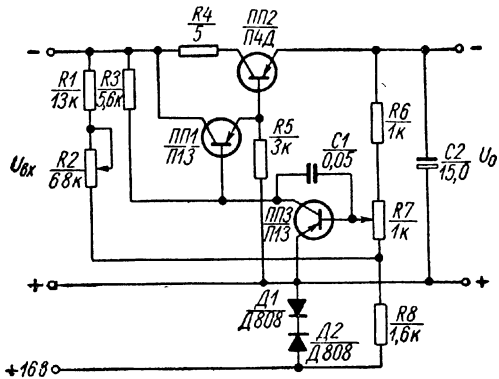 R4
5
ПП2
П4Д
-
-
R1
13к
R3
5,6к
R6
1к
ПП1
П13
R5
3к
C1
0,05
C2
15,0
Uвх
U0
R2
68к
ПП3
П13
R7
1к
+
+
Д1
Д808
Д2
Д808
R8
1,6к
+16в